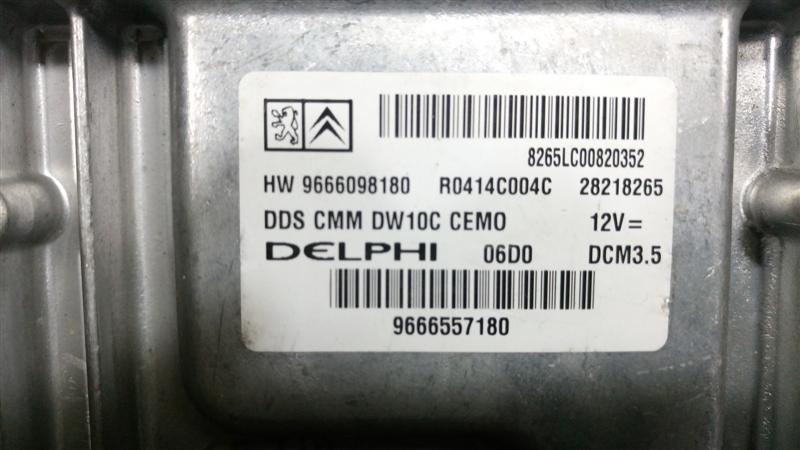 8265LC00820352
HW 9666098180 R0414C004C 28218265
DDS CMM DW10C CEMO 12V=
DELPHI 06D0 DCM3.5
9666557180